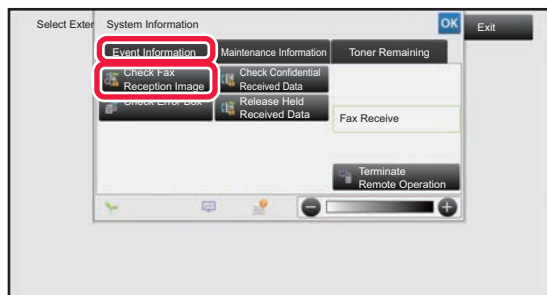 Select Exter
System Information
OK
Exit
Event Information
Maintenance Information
Toner Remaining
Check Fax
Reception Image
Check Confidential
Received Data
Check Error Box
Release Held
Received Data
Fax Receive
Terminate
Remote Operation